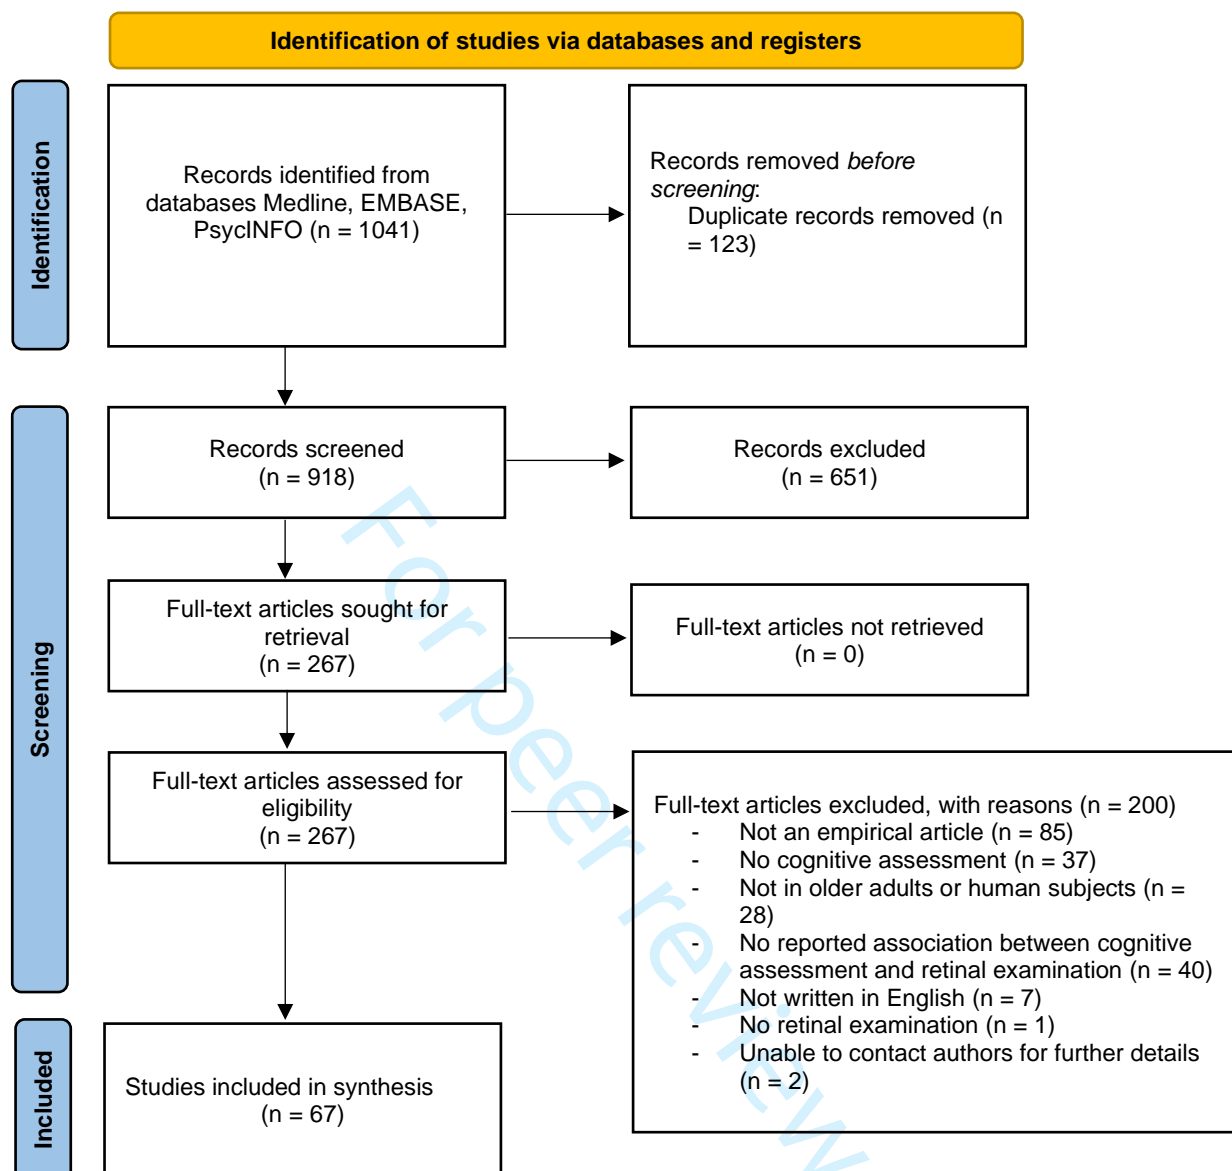 Identification of studies via databases and registers
Identification
Records identified from
databases Medline, EMBASE,
PsycINFO (n = 1041)
Records removed before
screening:
Duplicate records removed (n
= 123)
Screening
Records screened
(n = 918)
Records excluded
(n = 651)
Full-text articles sought for
retrieval
(n = 267)
Full-text articles not retrieved
(n = 0)
Full-text articles assessed for
eligibility
(n = 267)
Full-text articles excluded, with reasons (n = 200)
- Not an empirical article (n = 85)
- No cognitive assessment (n = 37)
- Not in older adults or human subjects (n =
28)
- No reported association between cognitive
assessment and retinal examination (n = 40)
- Not written in English (n = 7)
- No retinal examination (n = 1)
- Unable to contact authors for further details
(n = 2)
Included
Studies included in synthesis
(n = 67)
For peer review